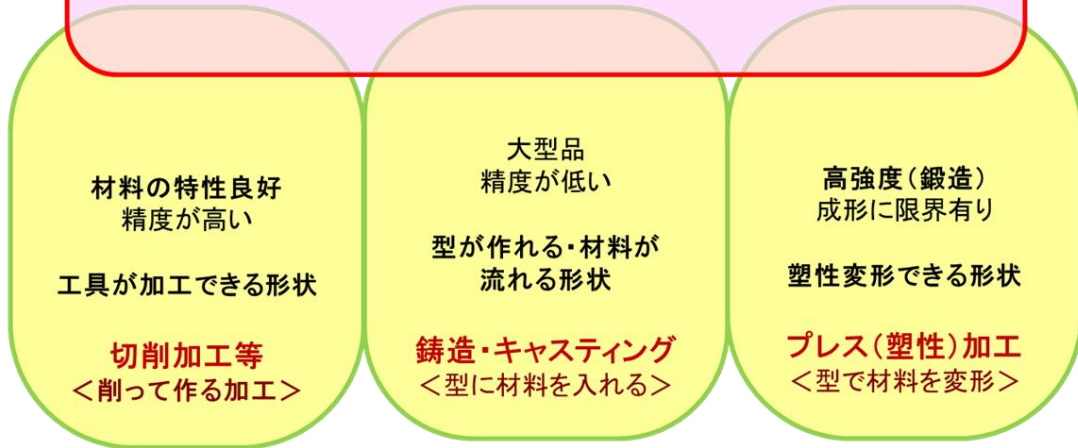 材料の特性良好
精度が高い
工具が加工できる形状
切削加工等
＜削って作る加工＞
大型品
精度が低い
型が作れる・材料が
流れる形状
鋳造・キャスティング
＜型に材料を入れる＞
高強度（鍛造）
成形に限界有り
塑性変形できる形状
プレス（塑性）加工
＜型で材料を変形＞